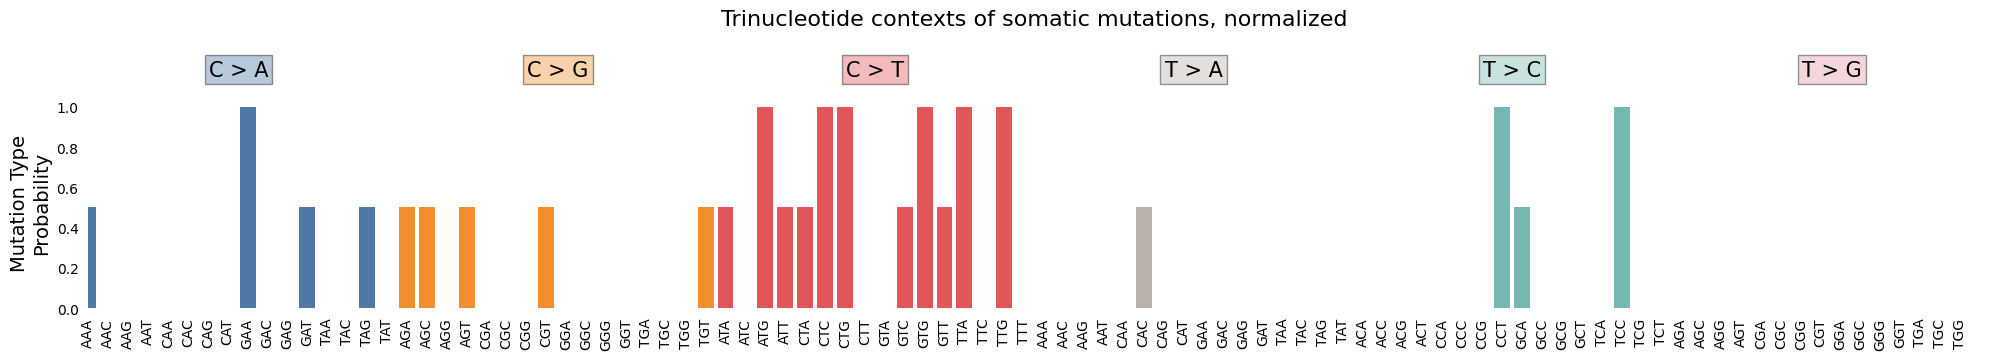 Trinucleotide contexts of somatic mutations, normalized
C > A C > G C > T T > A T > C T > G
Mutation Type
Probability
1.0
0.8
0.6
0.4
0.2
0.0
AAA AAC AAG AAT CAA CAC CAG CAT GAA GAC GAG GAT TAA TAC TAG TAT AGA AGC AGG AGT CGA CGC CGG CGT GGA GGC GGG GGT TGA TGC TGG TGT ATA ATC ATG ATT CTA CTC CTG CTT GTA GTC GTG GTT TTA TTC TTG TTT AAA AAC AAG AAT CAA CAC CAG CAT GAA GAC GAG GAT TAA TAC TAG TAT ACA ACC ACG ACT CCA CCC CCG CCT GCA GCC GCG GCT TCA TCC TCG TCT AGA AGC AGG AGT CGA CGC CGG CGT GGA GGC GGG GGT TGA TGC TGG